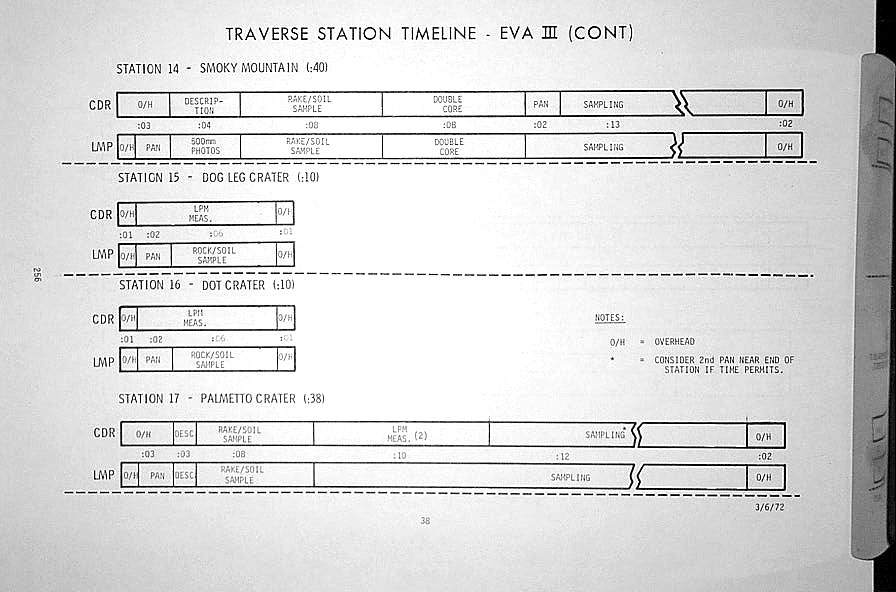 TRAVERSE STATION TIMELINE - EVA III (CONT)
STATION 14 - SMOKY MOUNTAIN (:40)
CDR O/H DESCRIP-TION RAKE/SOIL SAMPLE DOUBLE CORE PAN SAMPLING O/H
:03 :04 :08 :08 :02 :13 :02
LMP O/H PAN 500mm PHOTOS RAKE/SOIL SAMPLE DOUBLE CORE SAMPLING O/H
STATION 15 - DOG LEG CRATER (:10)
CDR O/H LPM MEAS. O/H
:01 :02 :06 :01
LMP O/H PAN ROCK/SOIL SAMPLE O/H
256
STATION 16 - DOT CRATER (:10)
CDR O/H LPM MEAS. O/H
:01 :02 :06 :01
LMP O/H PAN ROCK/SOIL SAMPLE O/H
NOTES:
O/H = OVERHEAD
* = CONSIDER 2nd PAN NEAR END OF
STATION IF TIME PERMITS.
STATION 17 - PALMETTO CRATER (:38)
CDR O/H DESC RAKE/SOIL SAMPLE LPM MEAS. (2) SAMPLING* O/H
:03 :03 :08 :10 :12 :02
LMP O/H PAN DESC RAKE/SOIL SAMPLE SAMPLING O/H
3/6/72
38